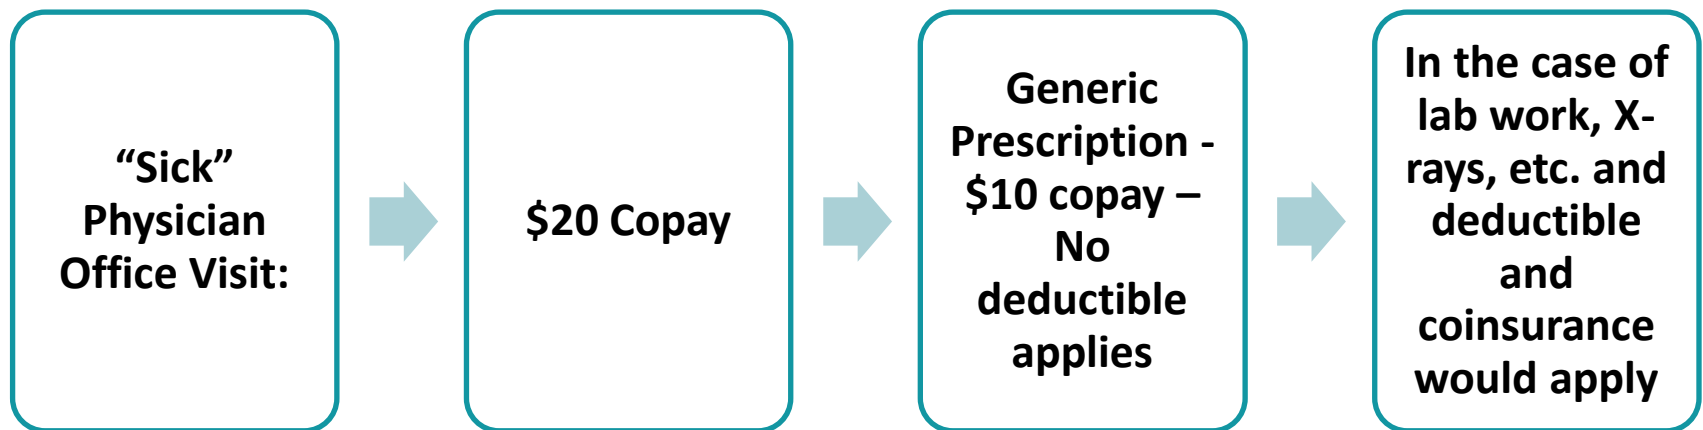 “Sick”
Physician
Office Visit:
$20 Copay
Generic
Prescription -
$10 copay –
No
deductible
applies
In the case of
lab work, X-
rays, etc. and
deductible
and
coinsurance
would apply